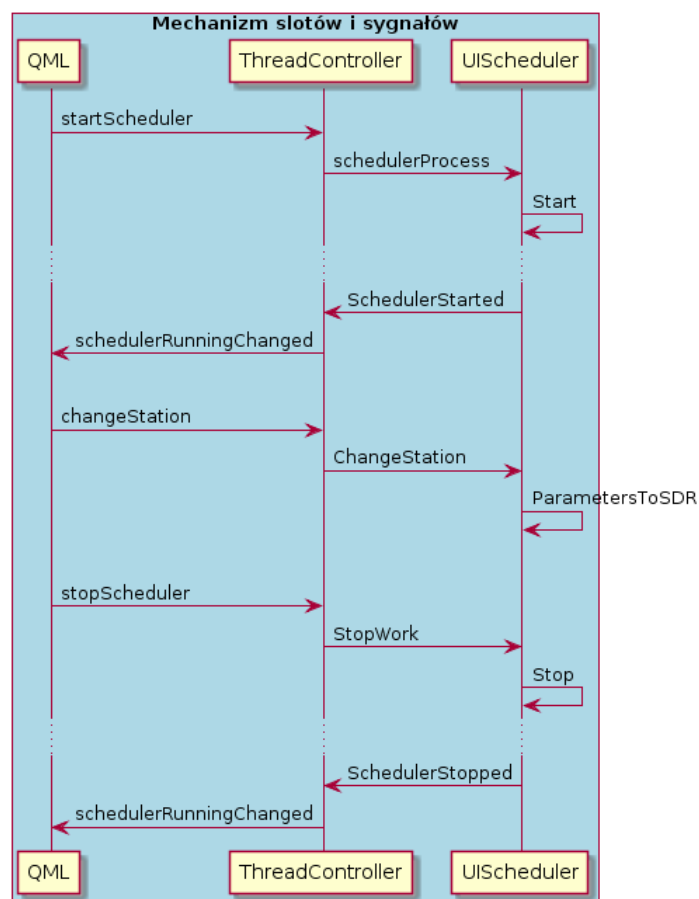 Mechanizm slotów i sygnałów
QML ThreadController UIScheduler
startScheduler
schedulerProcess
Start
SchedulerStarted
schedulerRunningChanged
changeStation
ChangeStation
ParametersToSDR
stopScheduler
StopWork
Stop
SchedulerStopped
schedulerRunningChanged
QML ThreadController UIScheduler